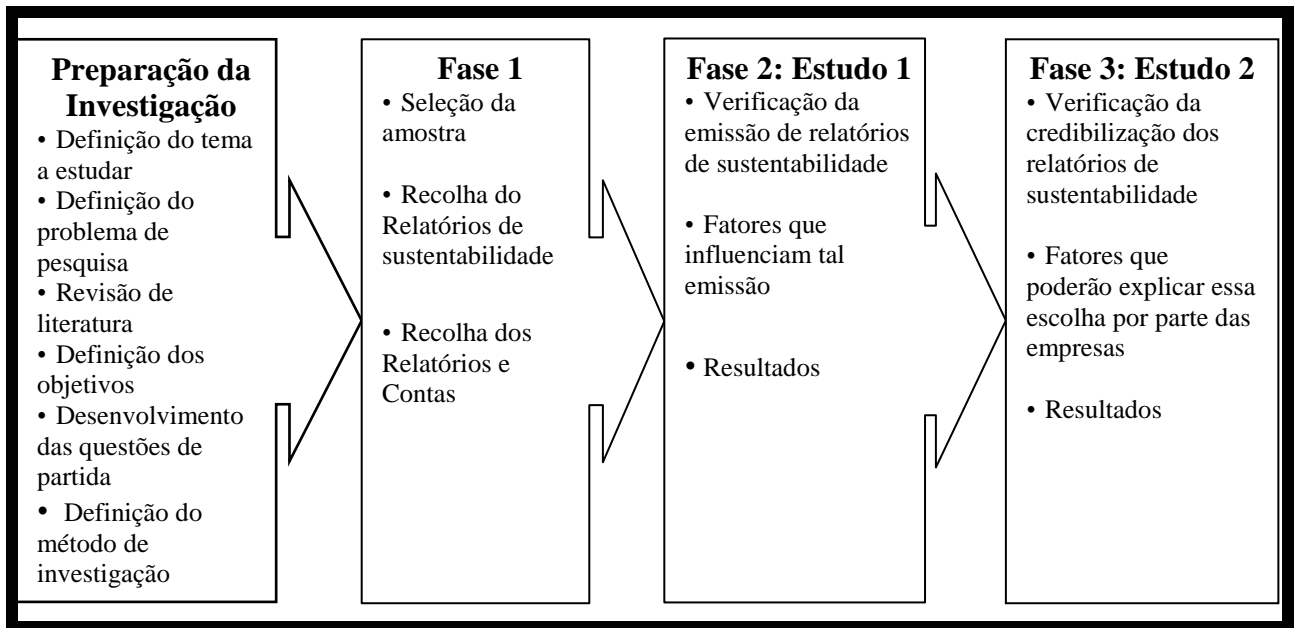 Preparação da
Investigação
• Definição do tema
a estudar
• Definição do
problema de
pesquisa
• Revisão de
literatura
• Definição dos
objetivos
• Desenvolvimento
das questões de
partida
• Definição do
método de
investigação
Fase 1
• Seleção da
amostra
• Recolha do
Relatórios de
sustentabilidade
• Recolha dos
Relatórios e
Contas
Fase 2: Estudo 1
• Verificação da
emissão de relatórios
de sustentabilidade
• Fatores que
influenciam tal
emissão
• Resultados
Fase 3: Estudo 2
• Verificação da
credibilização dos
relatórios de
sustentabilidade
• Fatores que
poderão explicar essa
escolha por parte das
empresas
• Resultados